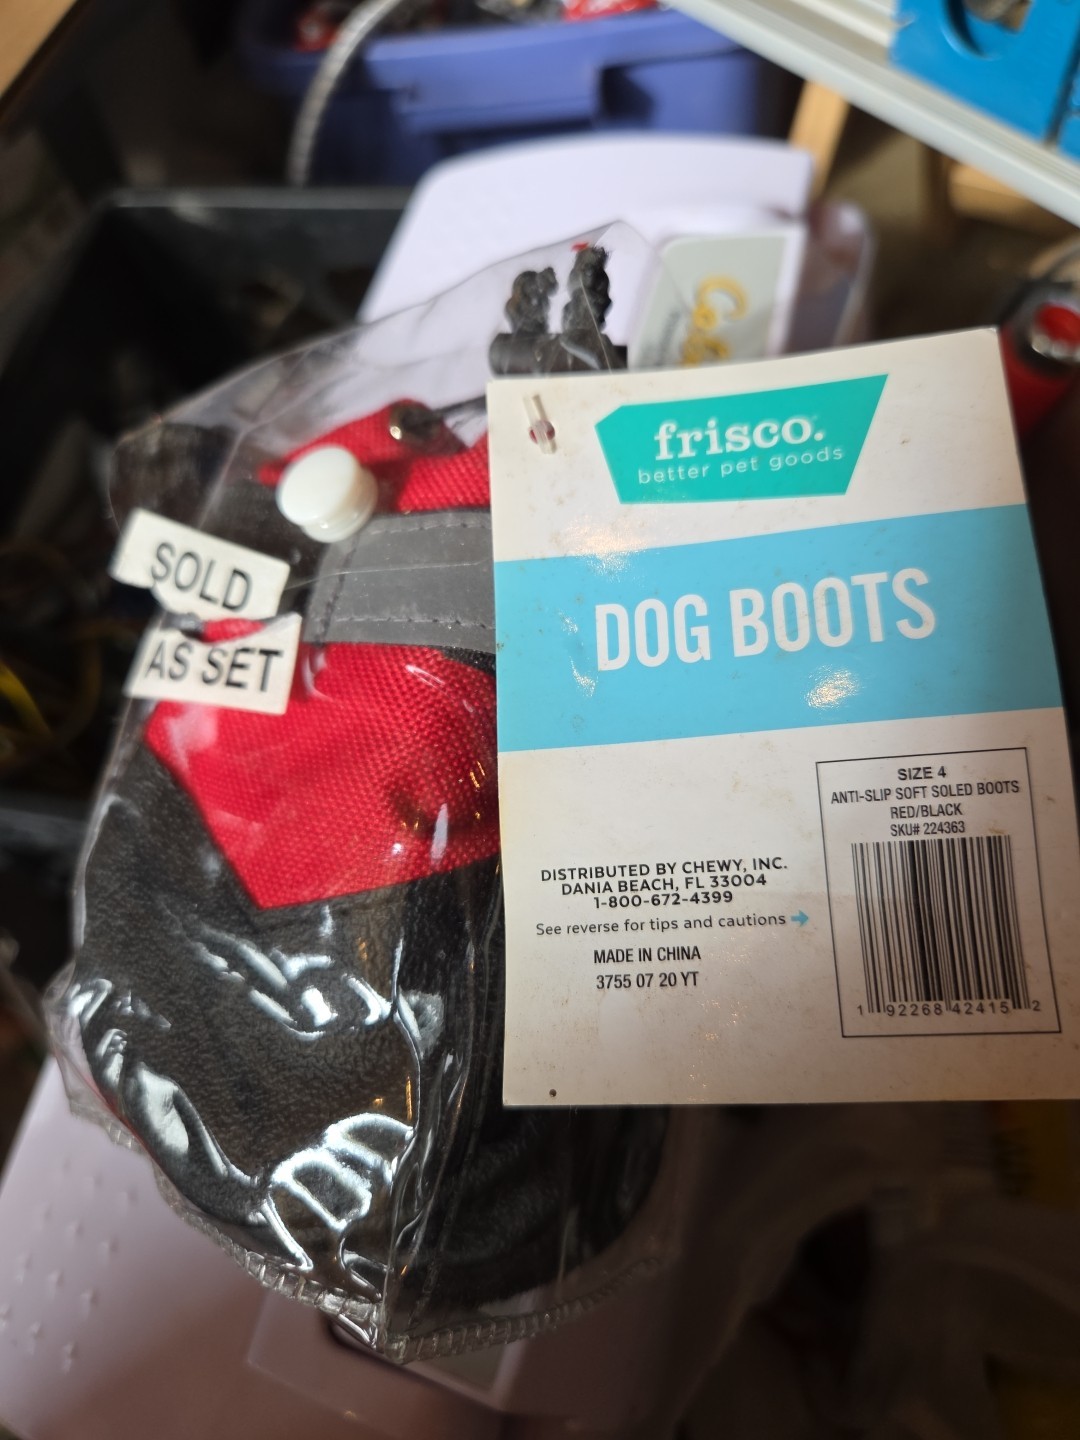 SOLD
AS SET
frisco.
better pet goods
DOG BOOTS
SIZE 4
ANTI-SLIP SOFT SOLED BOOTS
RED/BLACK
SKU# 224363
1 92268 42415 2
DISTRIBUTED BY CHEWY, INC.
DANIA BEACH, FL 33004
1-800-672-4399
See reverse for tips and cautions
MADE IN CHINA
3755 07 20 YT